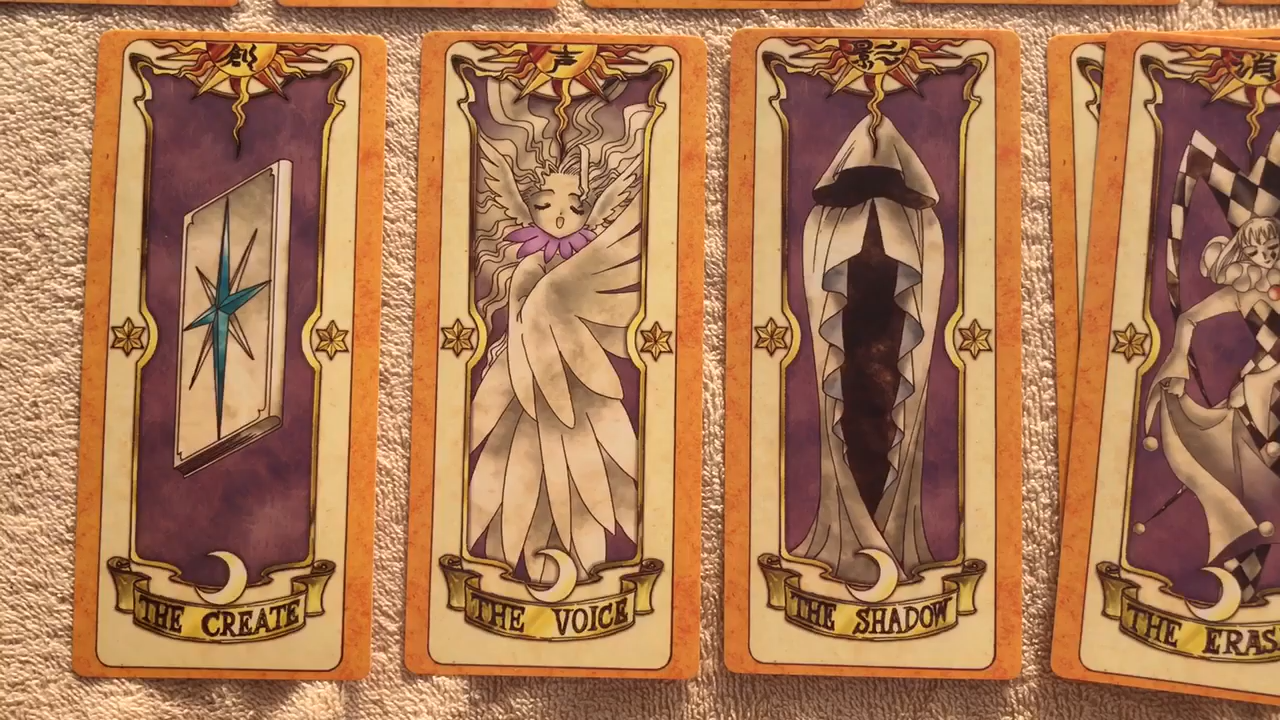 創
声
影
消
THE CREATE
THE VOICE
THE SHADOW
THE ERAS